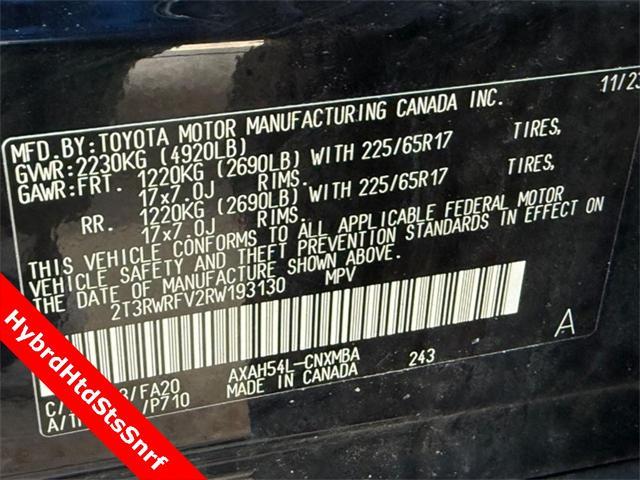 11/23
MFD.BY:TOYOTA MOTOR MANUFACTURING CANADA INC.
GVWR:2230KG (4920LB)
GAWR:FRT. 1220KG (2690LB) WITH 225/65R17 TIRES,
17x7.0J RIMS.
RR. 1220KG (2690LB) WITH 225/65R17 TIRES,
17x7.0J RIMS.
THIS VEHICLE CONFORMS TO ALL APPLICABLE FEDERAL MOTOR
VEHICLE SAFETY AND THEFT PREVENTION STANDARDS IN EFFECT ON
THE DATE OF MANUFACTURE SHOWN ABOVE.
2T3RWRFV2RW193130 MPV
A
C/ /FA20 AXAH54L-CNXMBA 243
A/ /P710 MADE IN CANADA
HybrdHtdStsSnrf